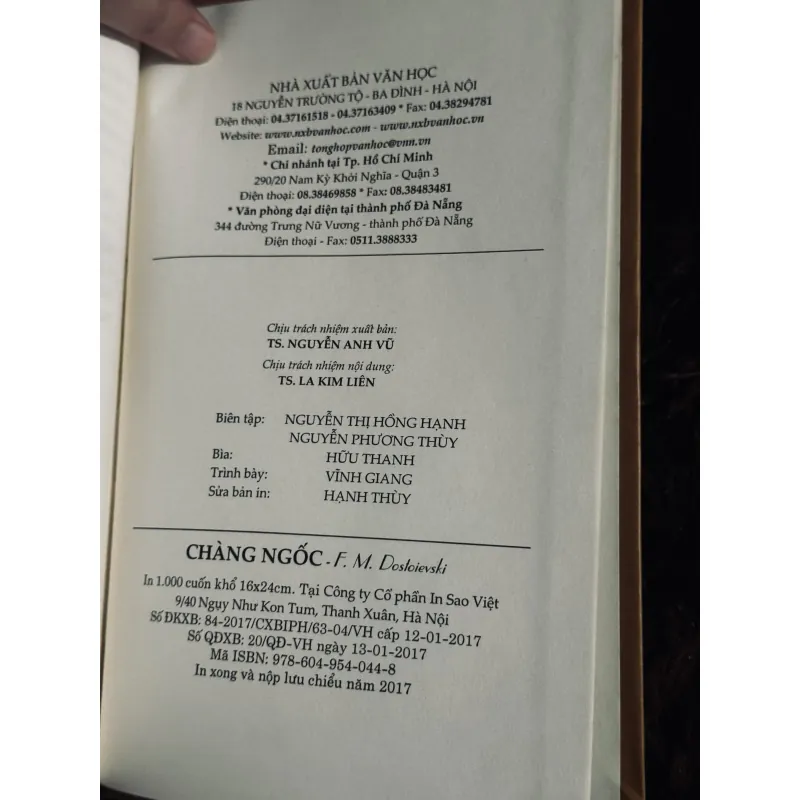 NHÀ XUẤT BẢN VĂN HỌC
18 NGUYỄN TRƯỜNG TỘ - BA ĐÌNH - HÀ NỘI
Điện thoại: 04.37161518 - 04.37163409 * Fax: 04.38294781
Website: www.nxbvanhoc.com - www.nxbvanhoc.vn
Email: tonghopvanhoc@vnn.vn
* Chi nhánh tại Tp. Hồ Chí Minh
290/20 Nam Kỳ Khởi Nghĩa - Quận 3
Điện thoại: 08.38469858 * Fax: 08.38483481
* Văn phòng đại diện tại thành phố Đà Nẵng
344 đường Trưng Nữ Vương - thành phố Đà Nẵng
Điện thoại - Fax: 0511.3888333
Chịu trách nhiệm xuất bản:
TS. NGUYỄN ANH VŨ
Chịu trách nhiệm nội dung:
TS. LA KIM LIÊN
Biên tập: NGUYỄN THỊ HỒNG HẠNH
NGUYỄN PHƯƠNG THÙY
Bìa: HỮU THANH
Trình bày: VĨNH GIANG
Sửa bản in: HẠNH THÙY
CHÀNG NGỐC - F. M. Dostoievski
In 1.000 cuốn khổ 16x24cm. Tại Công ty Cổ phần In Sao Việt
9/40 Ngụy Như Kon Tum, Thanh Xuân, Hà Nội
Số ĐKXB: 84-2017/CXBIPH/63-04/VH cấp 12-01-2017
Số QĐXB: 20/QĐ-VH ngày 13-01-2017
Mã ISBN: 978-604-954-044-8
In xong và nộp lưu chiểu năm 2017